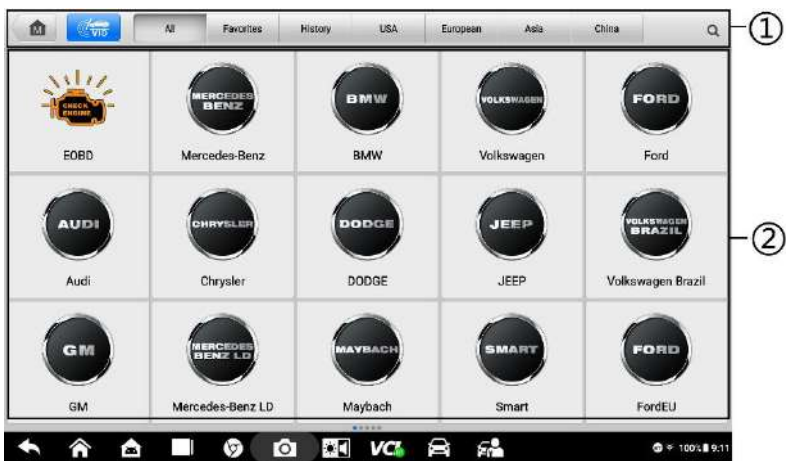 M VID All Favorites History USA European Asia China ①
CHECK ENGINE MERCEDES BENZ BMW VOLKSWAGEN FORD
EOBD Mercedes-Benz BMW Volkswagen Ford
AUDI CHRYSLER DODGE JEEP VOLKSWAGEN BRAZIL ②
Audi Chrysler DODGE JEEP Volkswagen Brazil
GM MERCEDES BENZ LD MAYBACH SMART FORD
GM Mercedes-Benz LD Maybach Smart FordEU
VCI 100% 9:11